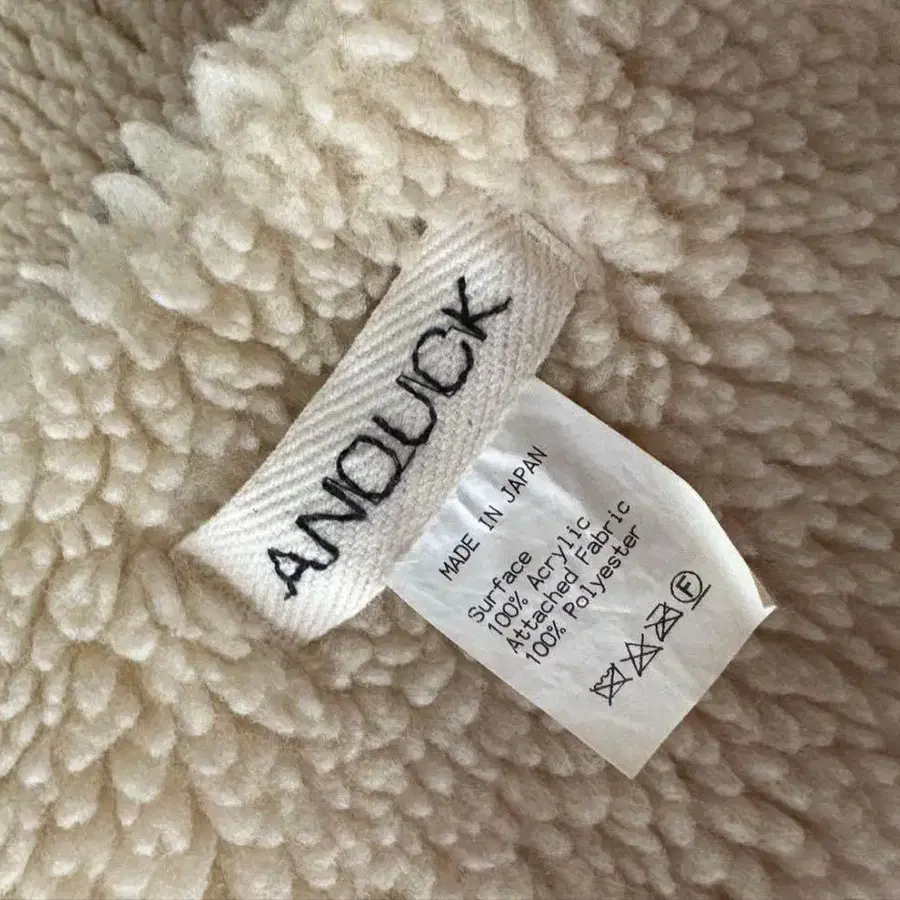 ANOUCK
MADE IN JAPAN
Surface
100% Acrylic
Attached Fabric
100% Polyester
F